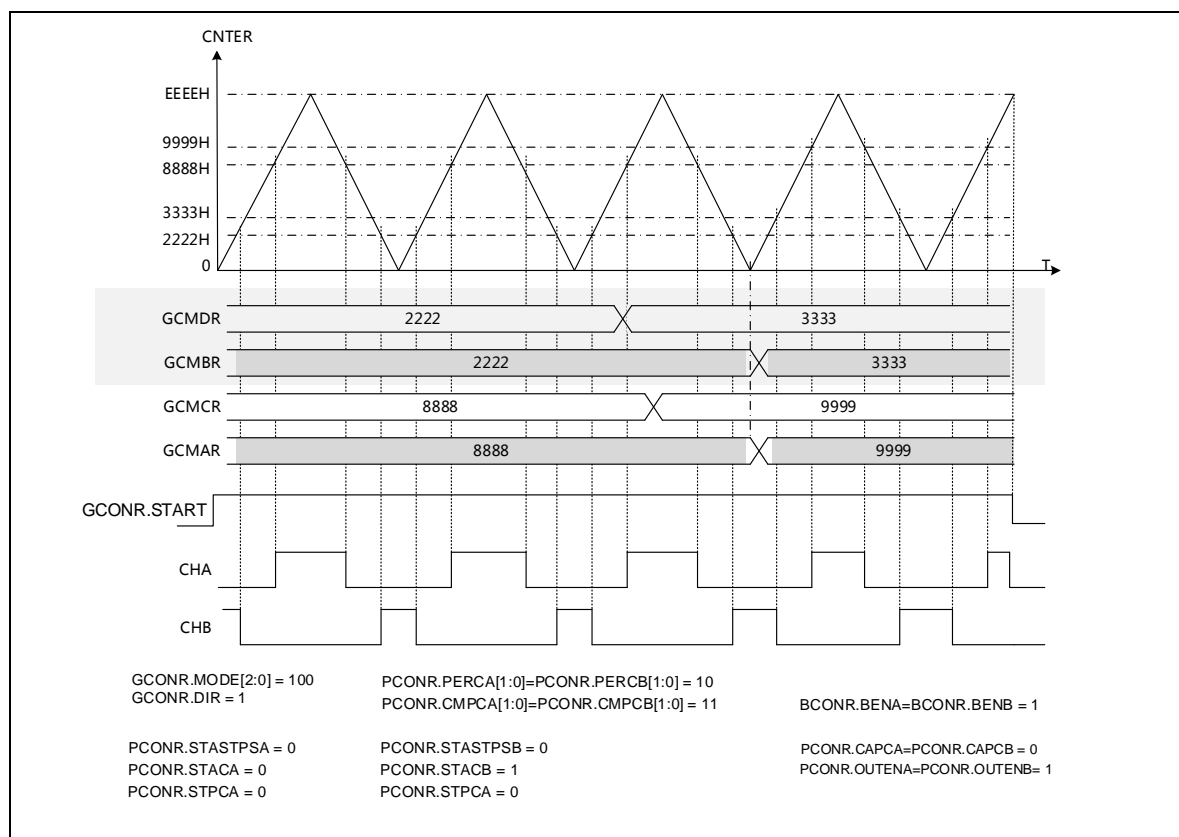 CNTER
EEEEH
9999H
8888H
3333H
2222H
0
T
GCMDR 2222 3333
GCMBR 2222 3333
GCMCR 8888 9999
GCMAR 8888 9999
GCONR.START
CHA
CHB
GCONR.MODE[2:0] = 100
GCONR.DIR = 1
PCONR.PERCA[1:0]=PCONR.PERCB[1:0] = 10
PCONR.CMPCA[1:0]=PCONR.CMPCB[1:0] = 11
BCONR.BENA=BCONR.BENB = 1
PCONR.STASTPSA = 0
PCONR.STACA = 0
PCONR.STPCA = 0
PCONR.STASTPSB = 0
PCONR.STACB = 1
PCONR.STPCA = 0
PCONR.CAPCA=PCONR.CAPCB = 0
PCONR.OUTENA=PCONR.OUTENB= 1